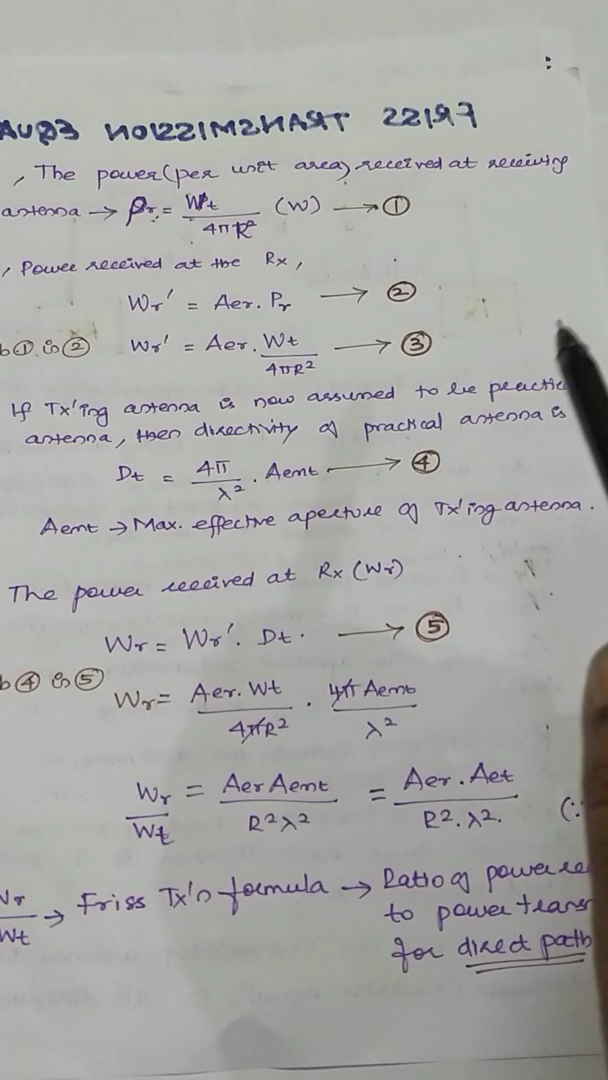 , The power (per unit area) received at receiving
antenna → Pr = Wt / 4πR² (W) → ①
, Power received at the Rx,
Wr' = Aer. Pr → ②
b ① in ② Wr' = Aer. Wt / 4πR² → ③
If Tx'ing antenna is now assumed to be practic
antenna, then directivity of practical antenna is
Dt = 4π / λ² . Aemt → ④
Aemt → Max. effective aperture of Tx'ing antenna.
The power received at Rx (Wr)
Wr = Wr'. Dt. → ⑤
b ④ in ⑤ Wr = Aer. Wt / 4πR² . 4π Aemt / λ²
Wr / Wt = Aer Aemt / R²λ² = Aer. Aet / R². λ². (∵
Wr / Wt → Friss Tx'n formula → Ratio of power re
to power trans
for direct path